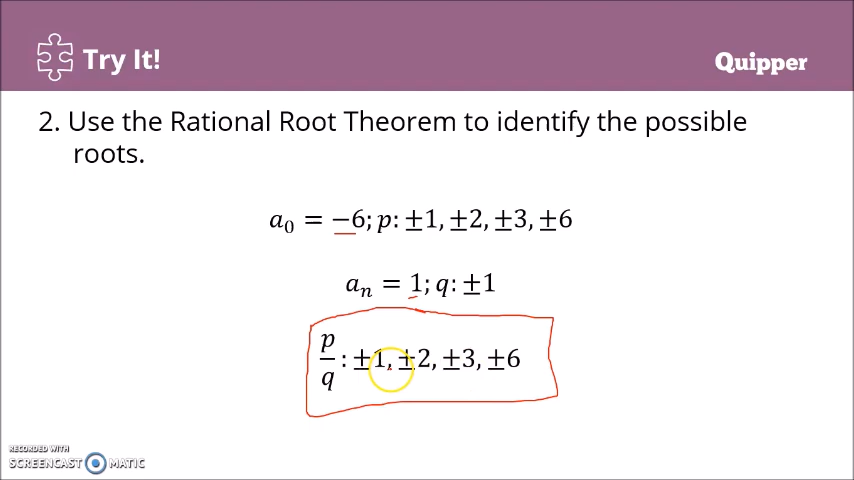 Try It!
Quipper
2. Use the Rational Root Theorem to identify the possible
roots.
a₀ = −6; p: ±1, ±2, ±3, ±6
aₙ = 1; q: ±1
p/q: ±1, ±2, ±3, ±6
RECORDED WITH
SCREENCAST MATIC